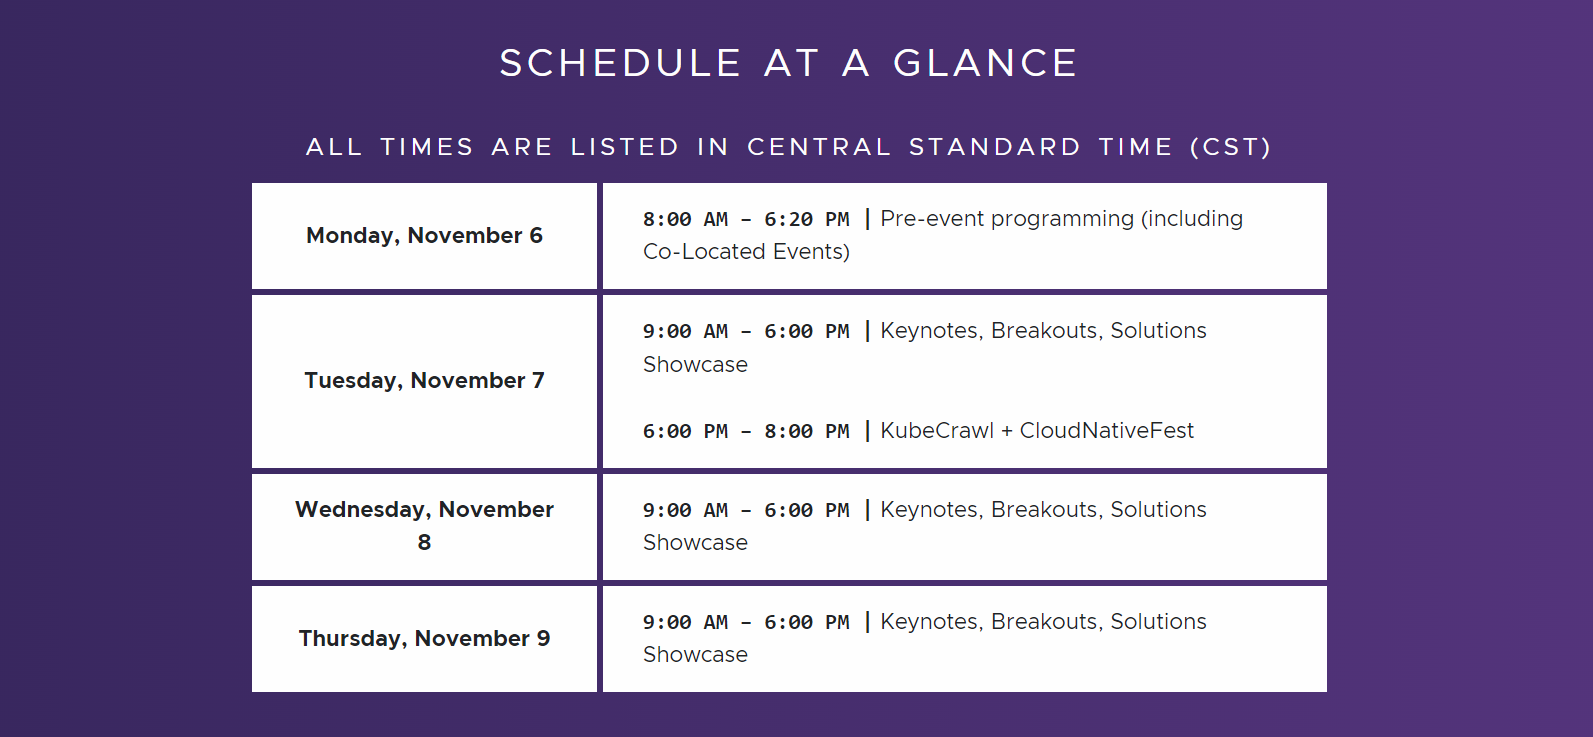 SCHEDULE AT A GLANCE
ALL TIMES ARE LISTED IN CENTRAL STANDARD TIME (CST)
Monday, November 6
8:00 AM – 6:20 PM | Pre-event programming (including
Co-Located Events)
Tuesday, November 7
9:00 AM – 6:00 PM | Keynotes, Breakouts, Solutions
Showcase
6:00 PM – 8:00 PM | KubeCrawl + CloudNativeFest
Wednesday, November
8
9:00 AM – 6:00 PM | Keynotes, Breakouts, Solutions
Showcase
Thursday, November 9
9:00 AM – 6:00 PM | Keynotes, Breakouts, Solutions
Showcase